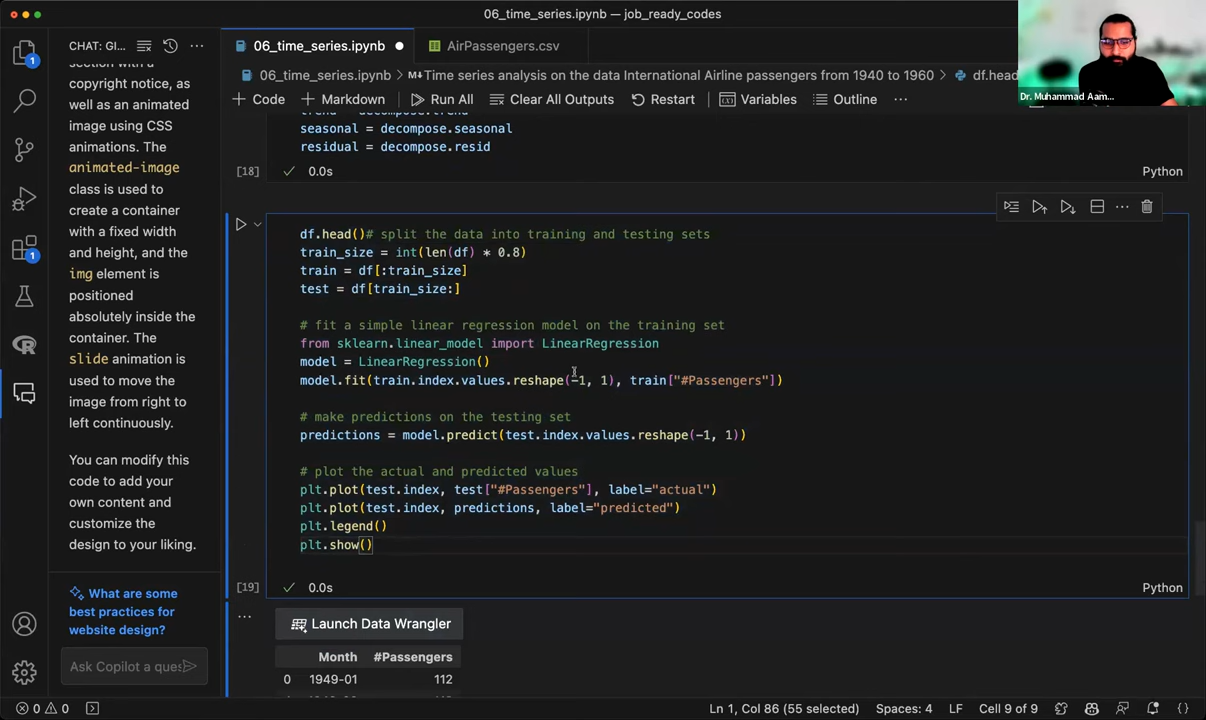 06_time_series.ipynb — job_ready_codes
CHAT: GI...
06_time_series.ipynb
AirPassengers.csv
06_time_series.ipynb > M↓Time series analysis on the data International Airline passengers from 1940 to 1960 > df.head
+ Code + Markdown Run All Clear All Outputs Restart Variables Outline ...
section with a
copyright notice, as
well as an animated
image using CSS
animations. The
animated-image
class is used to
create a container
with a fixed width
and height, and the
img element is
positioned
absolutely inside the
container. The
slide animation is
used to move the
image from right to
left continuously.
You can modify this
code to add your
own content and
customize the
design to your liking.
What are some
best practices for
website design?
Ask Copilot a ques
trend = decompose.trend
seasonal = decompose.seasonal
residual = decompose.resid
[18] 0.0s Python
df.head()# split the data into training and testing sets
train_size = int(len(df) * 0.8)
train = df[:train_size]
test = df[train_size:]
# fit a simple linear regression model on the training set
from sklearn.linear_model import LinearRegression
model = LinearRegression()
model.fit(train.index.values.reshape(-1, 1), train["#Passengers"])
# make predictions on the testing set
predictions = model.predict(test.index.values.reshape(-1, 1))
# plot the actual and predicted values
plt.plot(test.index, test["#Passengers"], label="actual")
plt.plot(test.index, predictions, label="predicted")
plt.legend()
plt.show()
[19] 0.0s Python
Launch Data Wrangler
Month #Passengers
0 1949-01 112
Dr. Muhammad Aam...
1
1
0 0 Ln 1, Col 86 (55 selected) Spaces: 4 LF Cell 9 of 9